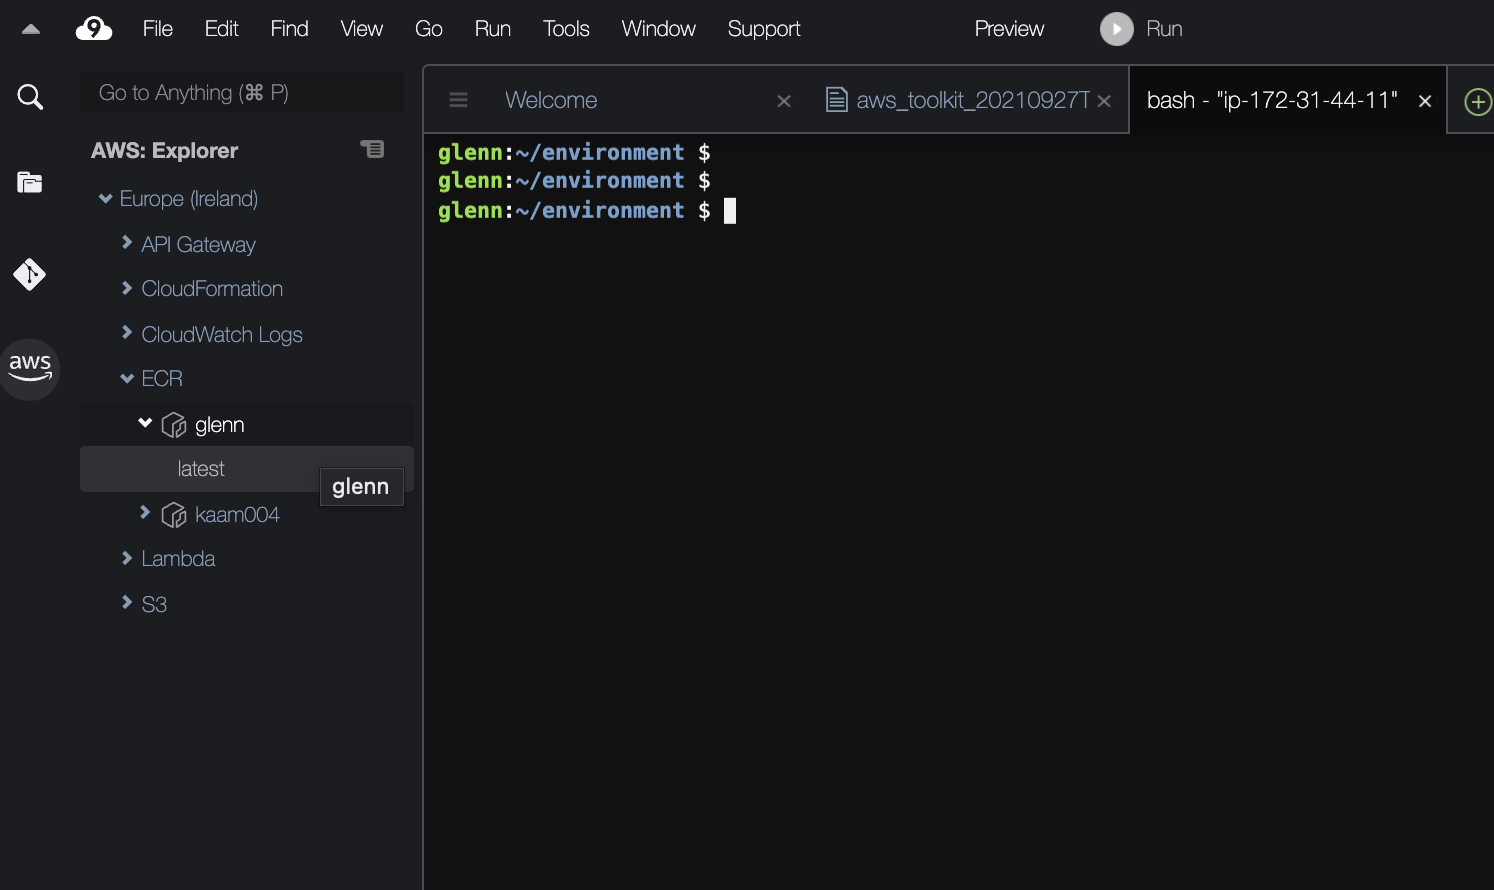 9 File Edit Find View Go Run Tools Window Support Preview Run
Go to Anything (⌘ P)
Welcome
aws_toolkit_20210927T
bash - "ip-172-31-44-11"
AWS: Explorer
Europe (Ireland)
API Gateway
CloudFormation
CloudWatch Logs
aws
ECR
glenn
latest
glenn
kaam004
Lambda
S3
glenn:~/environment $
glenn:~/environment $
glenn:~/environment $